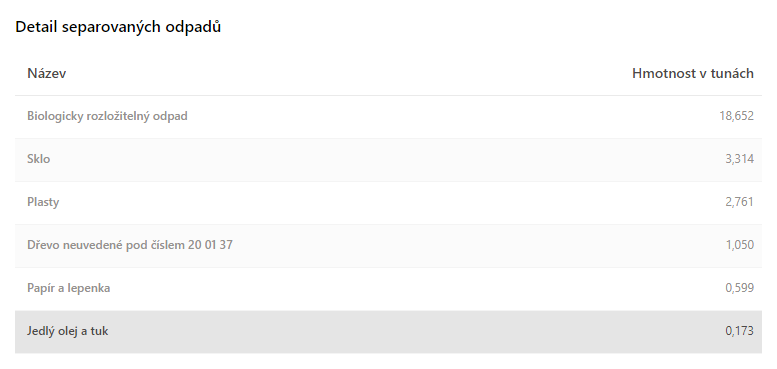 Detail separovaných odpadů
Název Hmotnost v tunách
Biologicky rozložitelný odpad 18,652
Sklo 3,314
Plasty 2,761
Dřevo neuvedené pod číslem 20 01 37 1,050
Papír a lepenka 0,599
Jedlý olej a tuk 0,173